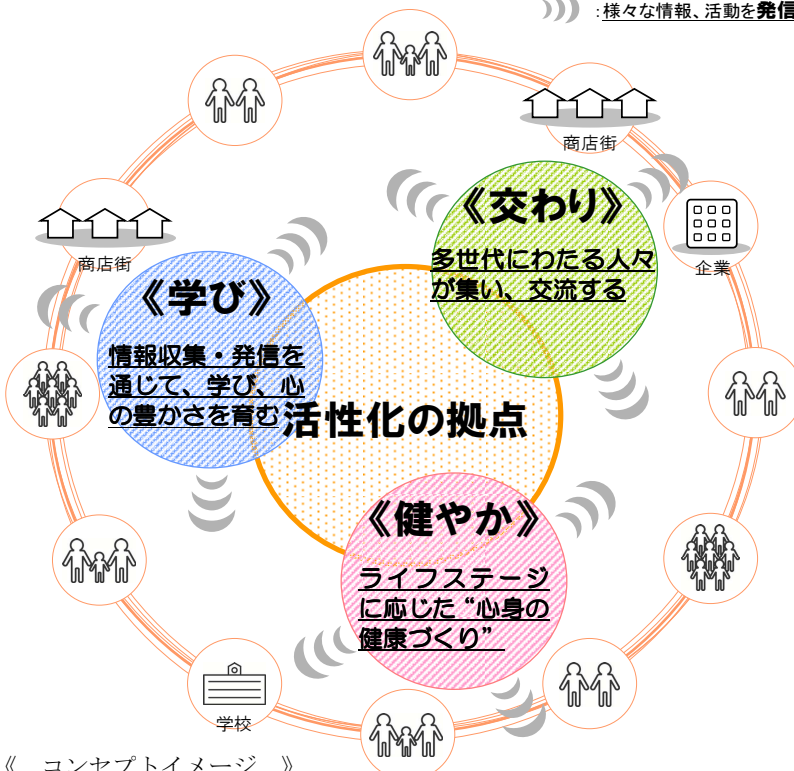 :様々な情報、活動を発信
商店街
《交わり》
多世代にわたる人々
が集い、交流する
企業
商店街
《学び》
情報収集・発信を
通じて、学び、心
の豊かさを育む
活性化の拠点
《健やか》
ライフステージ
に応じた“心身の
健康づくり”
学校
《 コンセプトイメージ 》